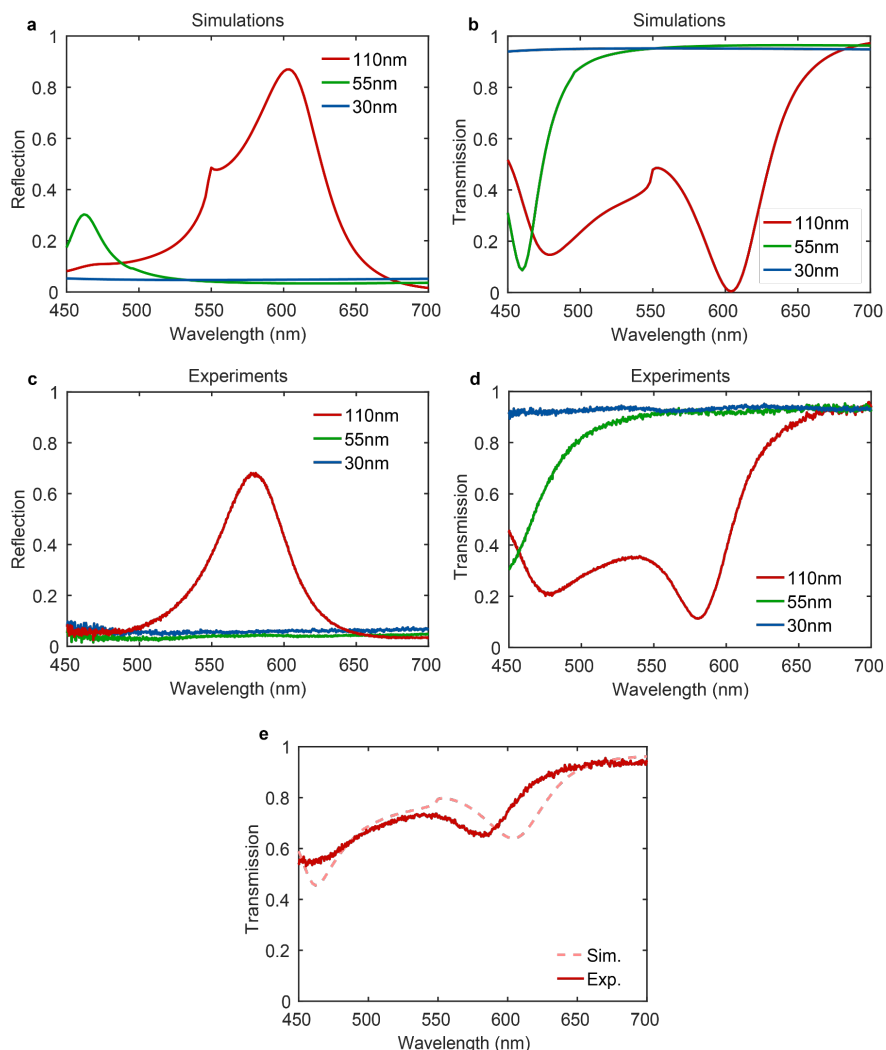 a
Simulations
1
0.8
0.6
0.4
0.2
0
Reflection
110nm
55nm
30nm
450
500
550
600
650
700
Wavelength (nm)
b
Simulations
1
0.8
0.6
0.4
0.2
0
Transmission
110nm
55nm
30nm
450
500
550
600
650
700
Wavelength (nm)
c
Experiments
1
0.8
0.6
0.4
0.2
0
Reflection
110nm
55nm
30nm
450
500
550
600
650
700
Wavelength (nm)
d
Experiments
1
0.8
0.6
0.4
0.2
0
Transmission
110nm
55nm
30nm
450
500
550
600
650
700
Wavelength (nm)
e
1
0.8
0.6
0.4
0.2
0
Transmission
Sim.
Exp.
450
500
550
600
650
700
Wavelength (nm)